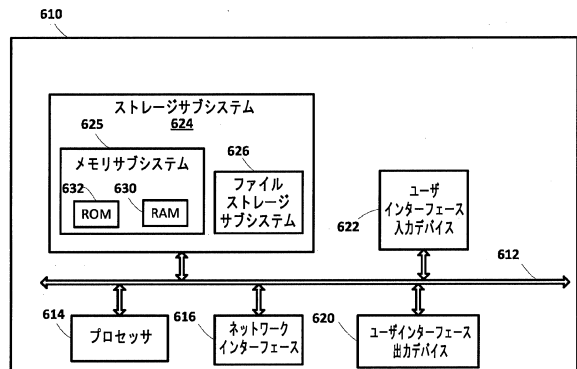 610
ストレージサブシステム
624
625
メモリサブシステム
632
ROM
630
RAM
626
ファイル
ストレージ
サブシステム
622
ユーザ
インターフェース
入力デバイス
612
614
プロセッサ
616
ネットワーク
インターフェース
620
ユーザインターフェース
出力デバイス